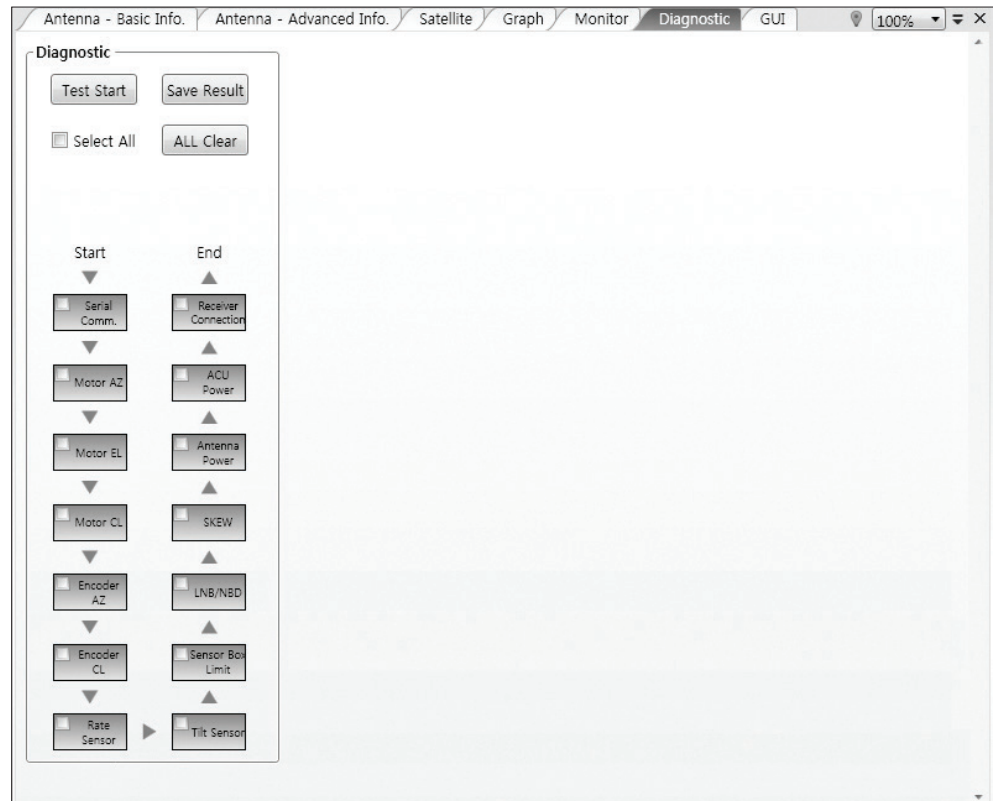 Antenna - Basic Info. Antenna - Advanced Info. Satellite Graph Monitor Diagnostic GUI 100%
Diagnostic
Test Start Save Result
Select All ALL Clear
Start End
Serial Comm.
Receiver Connection
Motor AZ
ACU Power
Motor EL
Antenna Power
Motor CL
SKEW
Encoder AZ
LNB/NBD
Encoder CL
Sensor Box Limit
Rate Sensor
Tilt Sensor